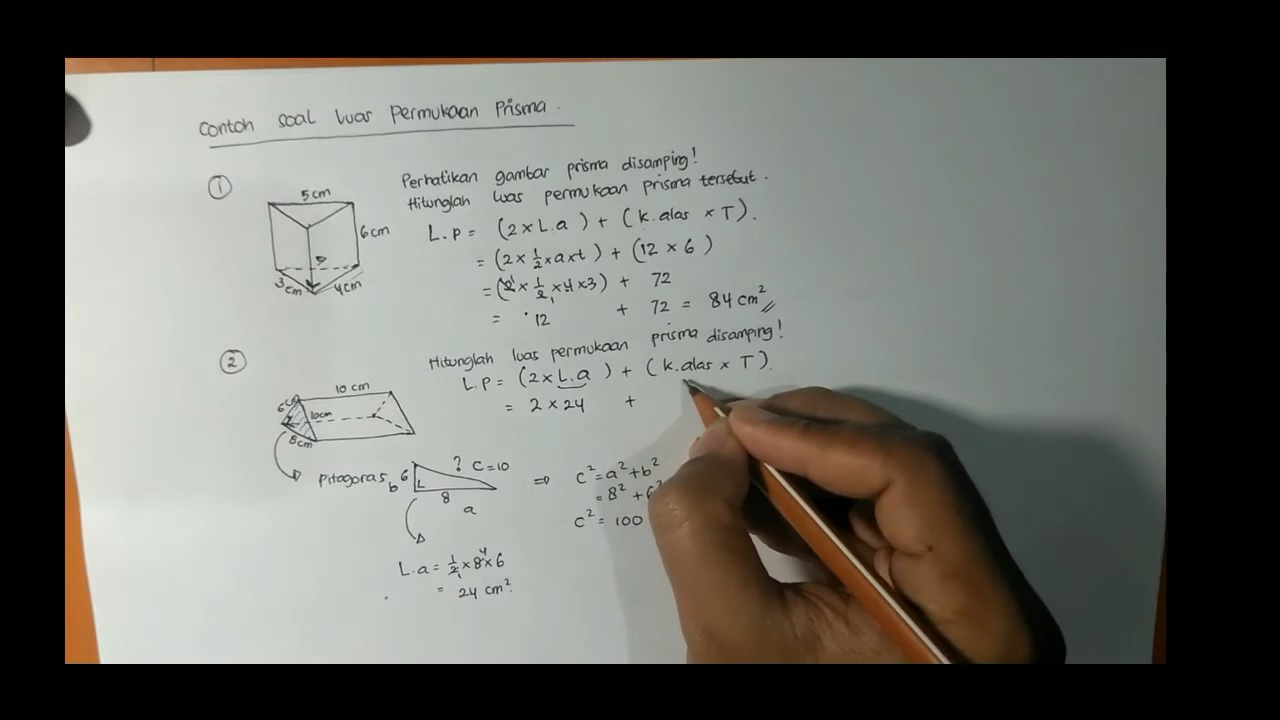 Contoh soal luas Permukaan Prisma.
①
5 cm
6 cm
3 cm
4 cm
Perhatikan gambar prisma disamping!
Hitunglah luas permukaan prisma tersebut.
L.p = (2 × L.a) + (k.alas × T).
= (2 × 1/2 × a × t) + (12 × 6)
= (2 × 1/2 × 4 × 3) + 72
= 12 + 72 = 84 cm²
②
Hitunglah luas permukaan prisma disamping!
L.P = (2 × L.a) + (k.alas × T).
= 2 × 24 +
10 cm
6 cm
10cm
8cm
Pitagoras b 6 ? C=10
8
a
⇒ c² = a² + b²
= 8² + 6²
c² = 100
L.a = 1/2 × 8 × 6
= 24 cm².